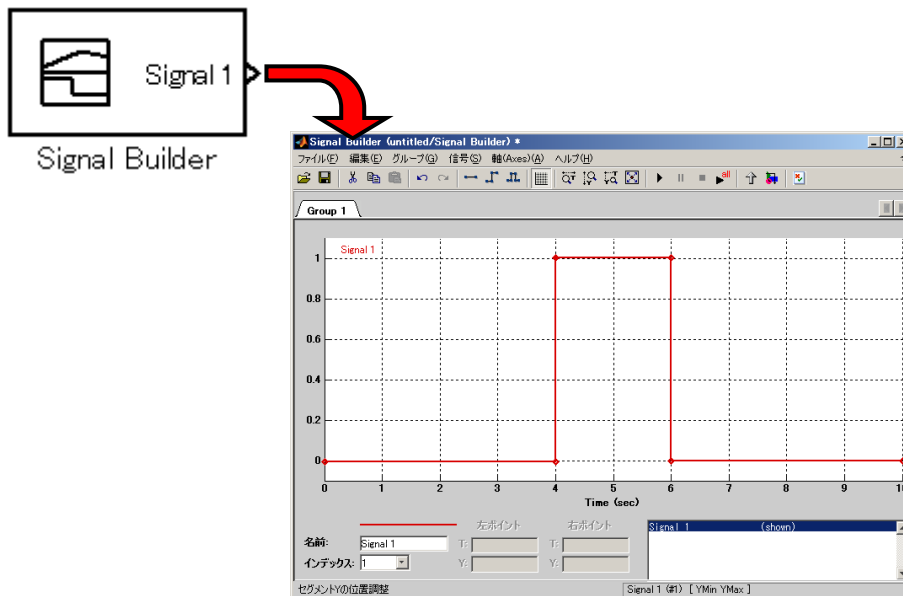 Signal 1
Signal Builder
Signal Builder (untitled/Signal Builder) *
ファイル(F) 編集(E) グループ(G) 信号(S) 軸(Axes)(A) ヘルプ(H)
all
Group 1
Signal 1
1
0.8
0.6
0.4
0.2
0
0 1 2 3 4 5 6 7 8 9 10
Time (sec)
左ポイント 右ポイント
名前: Signal 1 T: T:
インデックス: 1 Y: Y:
Signal 1 (shown)
セグメントYの位置調整
Signal 1 (#1) [ YMin YMax ]